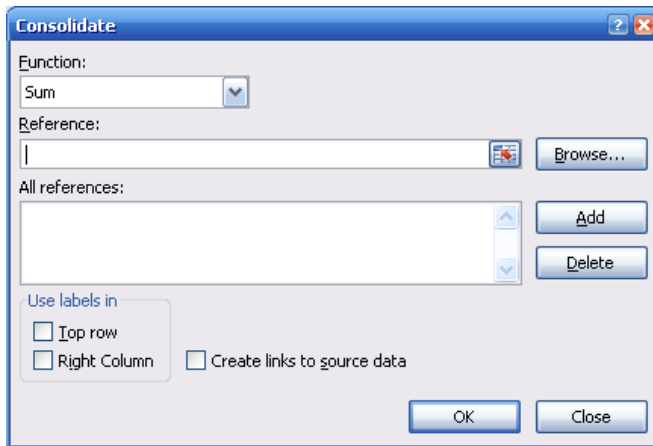 Consolidate
Function:
Sum
Reference:
Browse...
All references:
Add
Delete
Use labels in
Top row
Right Column
Create links to source data
OK
Close